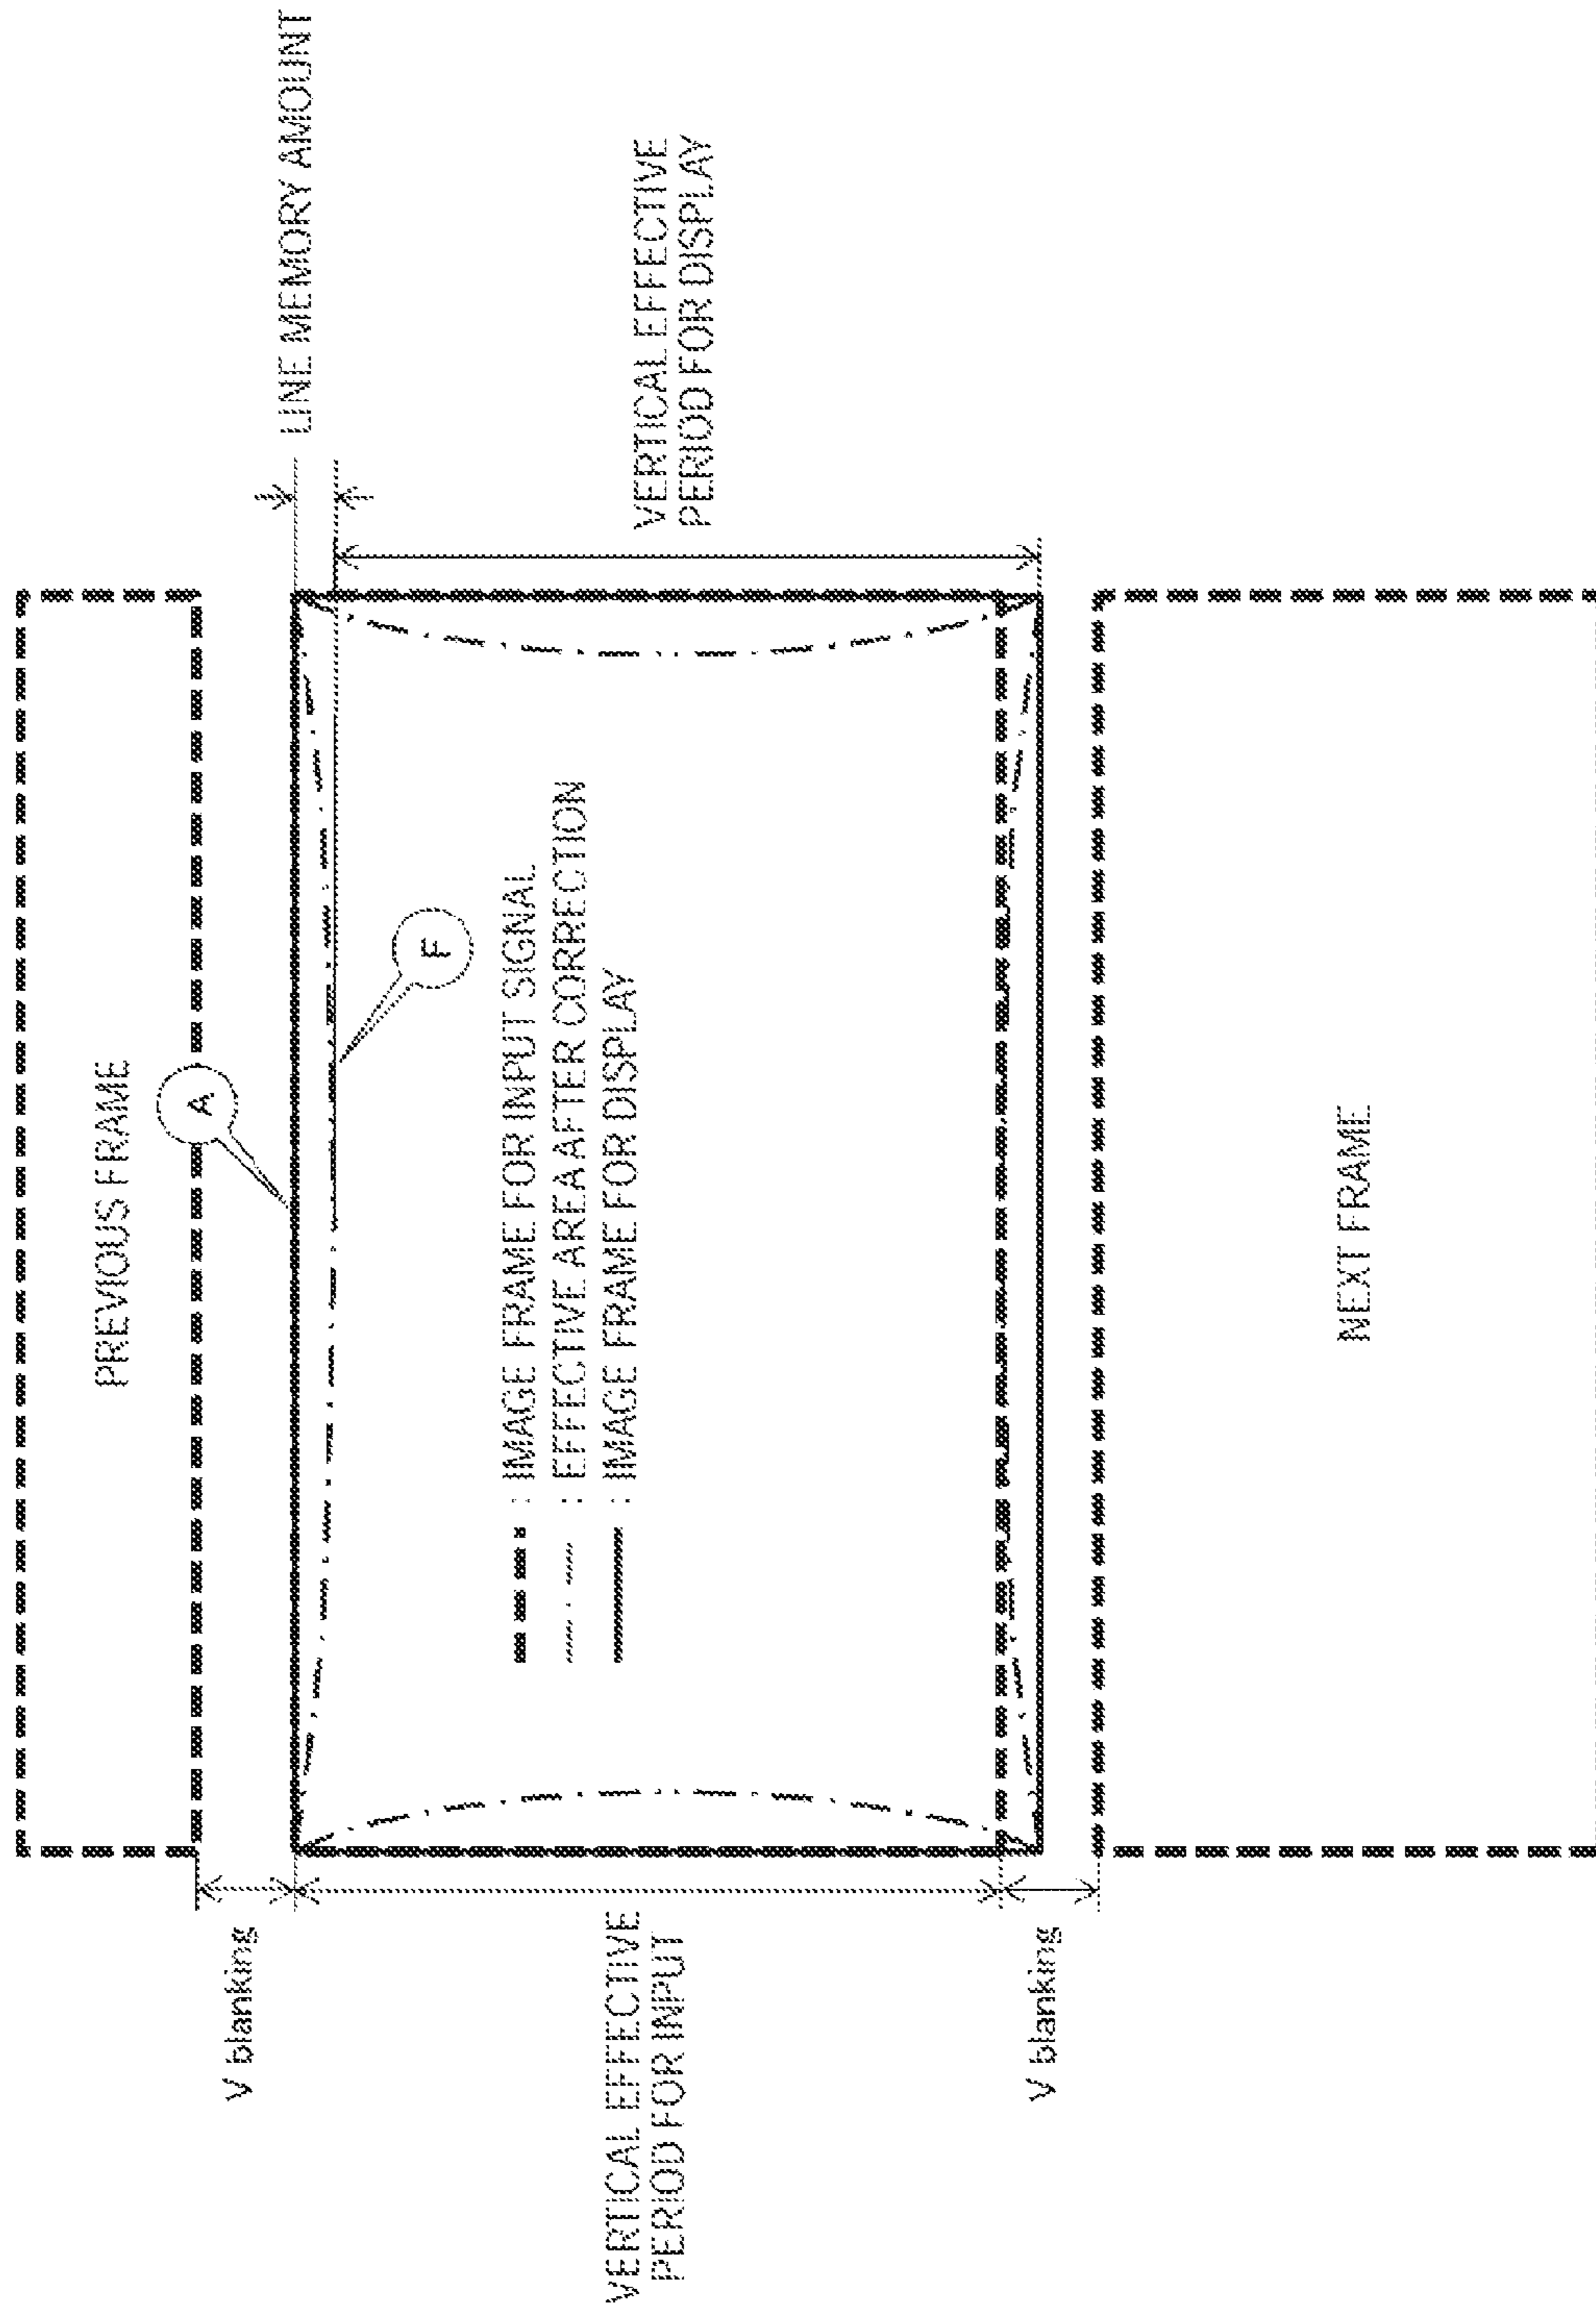 PREVIOUS FRAME
A
LINE MEMORY AMOUNT
V blanking
F
VERTICAL EFFECTIVE
PERIOD FOR INPUT
: IMAGE FRAME FOR INPUT SIGNAL
: EFFECTIVE AREA AFTER CORRECTION
: IMAGE FRAME FOR DISPLAY
VERTICAL EFFECTIVE
PERIOD FOR DISPLAY
V blanking
NEXT FRAME